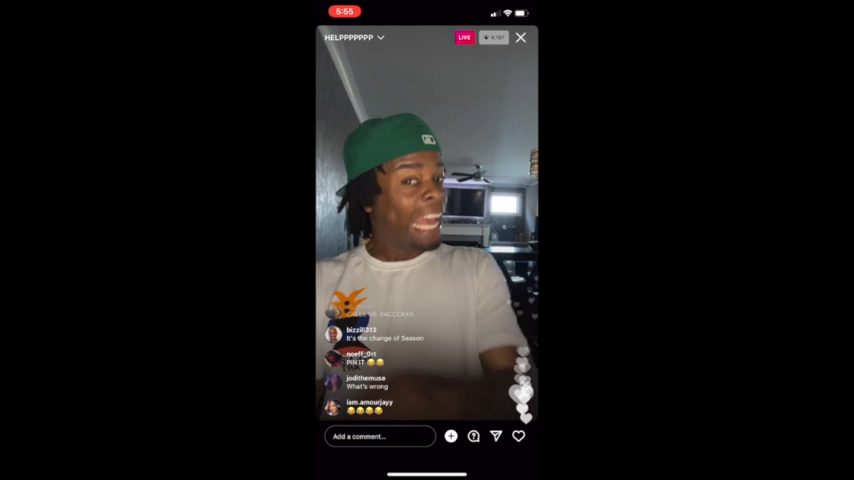 5:55
HELPPPPPPP
LIVE
bizzill313
It's the change of Season
noeff_0rt
PIN IT 😂😂
jodithemuse
What's wrong
iam.amourjayy
😂😂😂😂
Add a comment...